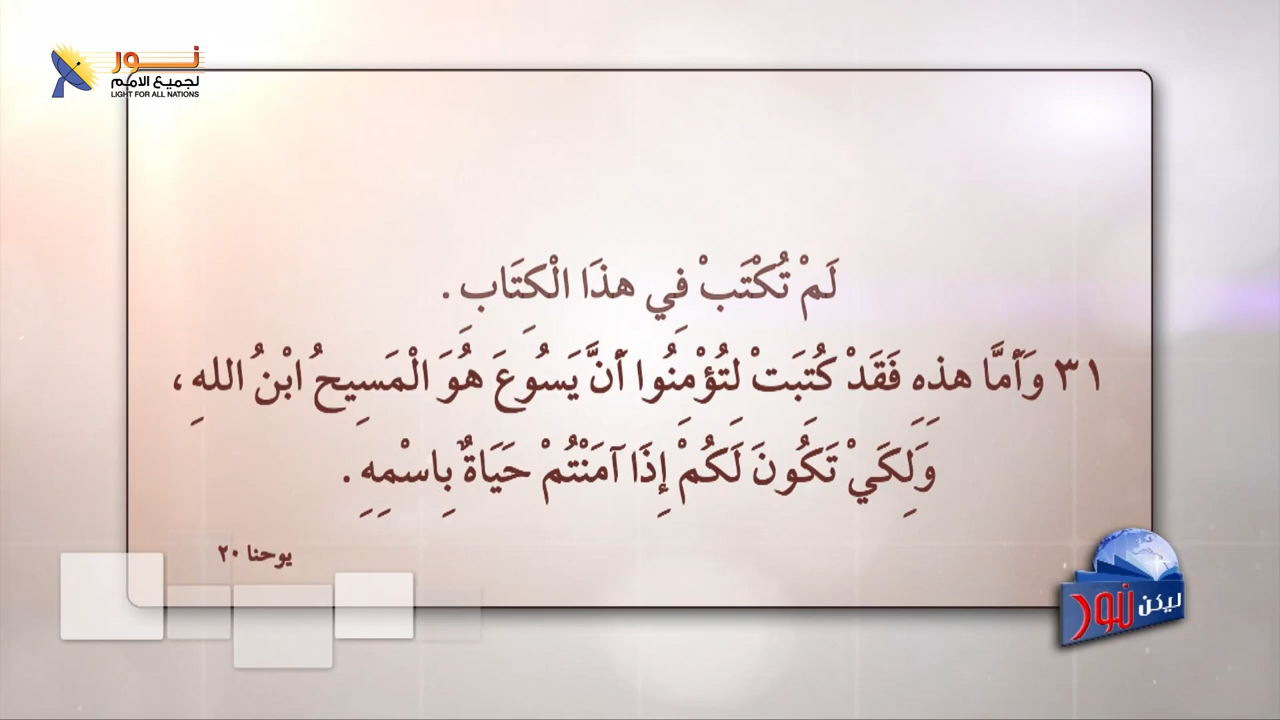 نـــور
لجميع الامم
LIGHT FOR ALL NATIONS
لَمْ تُكْتَبْ فِي هذَا الْكِتَابِ .
٣١ وَأَمَّا هذِهِ فَقَدْ كُتِبَتْ لِتُؤْمِنُوا أَنَّ يَسُوعَ هُوَ الْمَسِيحُ ابْنُ اللهِ ،
وَلِكَيْ تَكُونَ لَكُمْ إِذَا آمَنْتُمْ حَيَاةٌ بِاسْمِهِ .
يوحنا ٢٠
ليكن نور